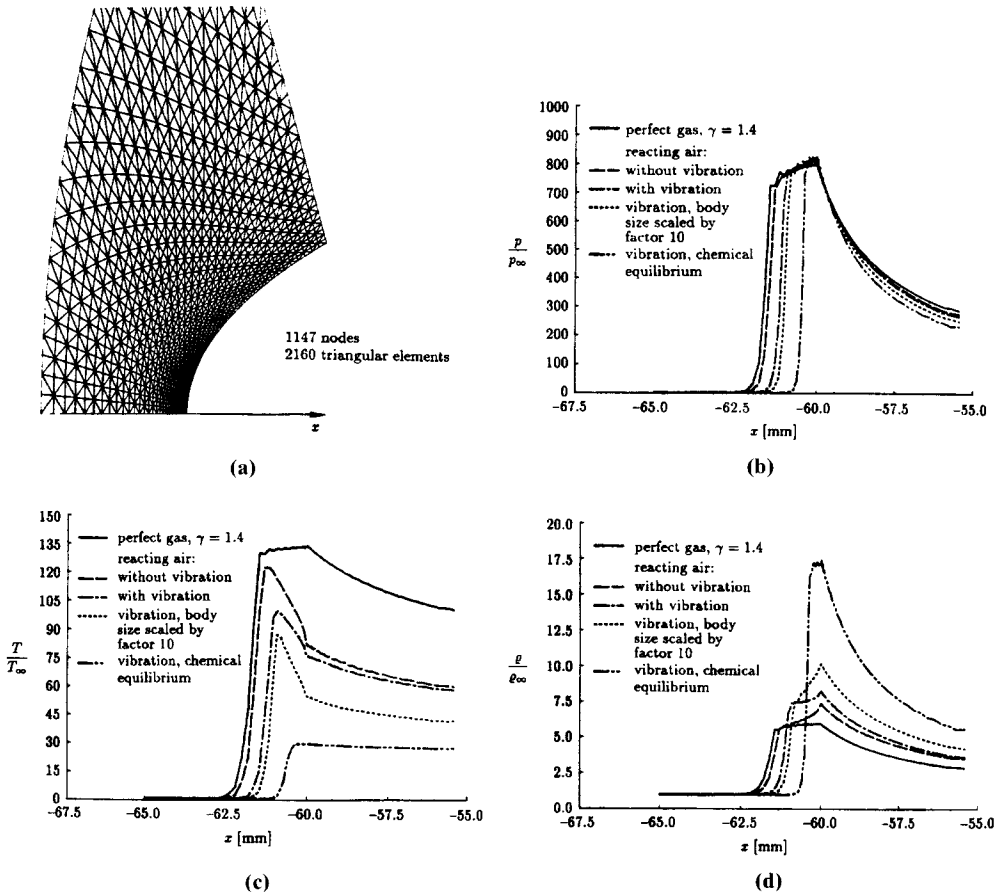 1147 nodes
2160 triangular elements
x
(a)
1000
900
800
700
600
500
400
300
200
100
0
p
p∞
perfect gas, γ = 1.4
reacting air:
without vibration
with vibration
vibration, body
size scaled by
factor 10
vibration, chemical
equilibrium
−67.5
−65.0
−62.5
−60.0
−57.5
−55.0
x [mm]
(b)
150
135
120
105
90
75
60
45
30
15
0
T
T∞
perfect gas, γ = 1.4
reacting air:
without vibration
with vibration
vibration, body
size scaled by
factor 10
vibration, chemical
equilibrium
−67.5
−65.0
−62.5
−60.0
−57.5
−55.0
x [mm]
(c)
20.0
17.5
15.0
12.5
10.0
7.5
5.0
2.5
0.0
ϱ
ϱ∞
perfect gas, γ = 1.4
reacting air:
without vibration
with vibration
vibration, body
size scaled by
factor 10
vibration, chemical
equilibrium
−67.5
−65.0
−62.5
−60.0
−57.5
−55.0
x [mm]
(d)